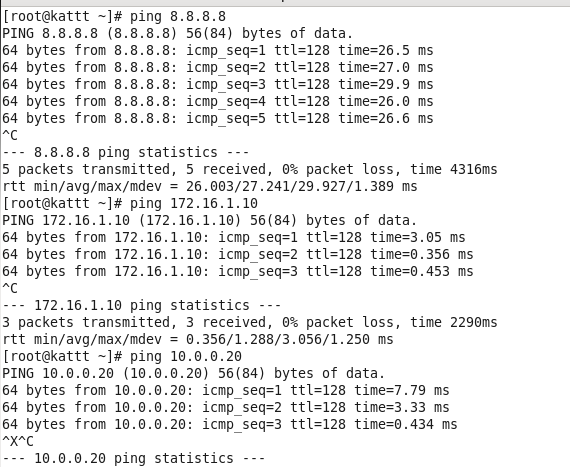 [root@kattt ~]# ping 8.8.8.8
PING 8.8.8.8 (8.8.8.8) 56(84) bytes of data.
64 bytes from 8.8.8.8: icmp_seq=1 ttl=128 time=26.5 ms
64 bytes from 8.8.8.8: icmp_seq=2 ttl=128 time=27.0 ms
64 bytes from 8.8.8.8: icmp_seq=3 ttl=128 time=29.9 ms
64 bytes from 8.8.8.8: icmp_seq=4 ttl=128 time=26.0 ms
64 bytes from 8.8.8.8: icmp_seq=5 ttl=128 time=26.6 ms
^C
--- 8.8.8.8 ping statistics ---
5 packets transmitted, 5 received, 0% packet loss, time 4316ms
rtt min/avg/max/mdev = 26.003/27.241/29.927/1.389 ms
[root@kattt ~]# ping 172.16.1.10
PING 172.16.1.10 (172.16.1.10) 56(84) bytes of data.
64 bytes from 172.16.1.10: icmp_seq=1 ttl=128 time=3.05 ms
64 bytes from 172.16.1.10: icmp_seq=2 ttl=128 time=0.356 ms
64 bytes from 172.16.1.10: icmp_seq=3 ttl=128 time=0.453 ms
^C
--- 172.16.1.10 ping statistics ---
3 packets transmitted, 3 received, 0% packet loss, time 2290ms
rtt min/avg/max/mdev = 0.356/1.288/3.056/1.250 ms
[root@kattt ~]# ping 10.0.0.20
PING 10.0.0.20 (10.0.0.20) 56(84) bytes of data.
64 bytes from 10.0.0.20: icmp_seq=1 ttl=128 time=7.79 ms
64 bytes from 10.0.0.20: icmp_seq=2 ttl=128 time=3.33 ms
64 bytes from 10.0.0.20: icmp_seq=3 ttl=128 time=0.434 ms
^X^C
--- 10.0.0.20 ping statistics ---